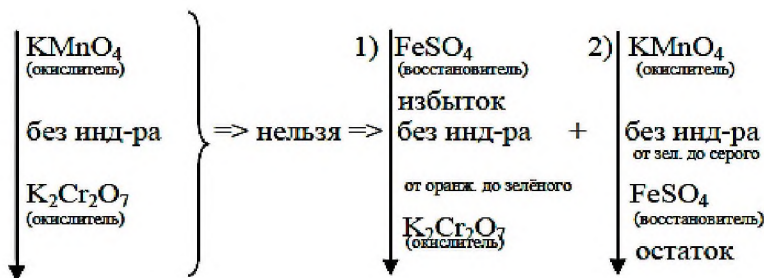 KMnO₄
(окислитель)
без инд-ра
K₂Cr₂O₇
(окислитель)
=> нельзя =>
1) FeSO₄
(восстановитель)
избыток
без инд-ра
от оранж. до зелёного
K₂Cr₂O₇
(окислитель)
+
2) KMnO₄
(окислитель)
без инд-ра
от зел. до серого
FeSO₄
(восстановитель)
остаток